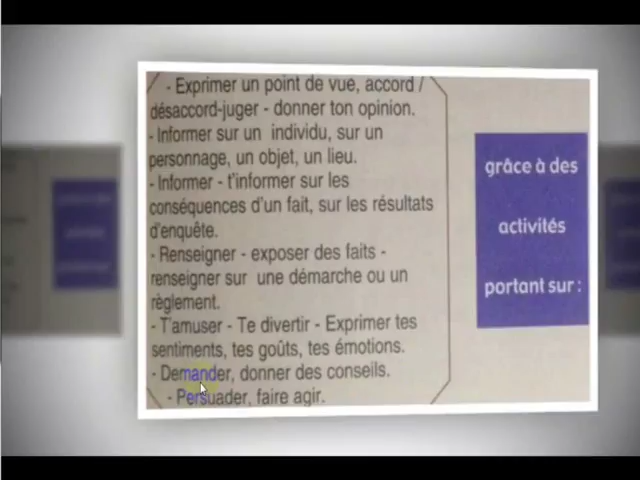 - Exprimer un point de vue, accord /
désaccord-juger - donner ton opinion.
- Informer sur un individu, sur un
personnage, un objet, un lieu.
- Informer - t'informer sur les
conséquences d'un fait, sur les résultats
d'enquête.
- Renseigner - exposer des faits -
renseigner sur une démarche ou un
règlement.
- T'amuser - Te divertir - Exprimer tes
sentiments, tes goûts, tes émotions.
- Demander, donner des conseils.
- Persuader, faire agir.
grâce à des
activités
portant sur :